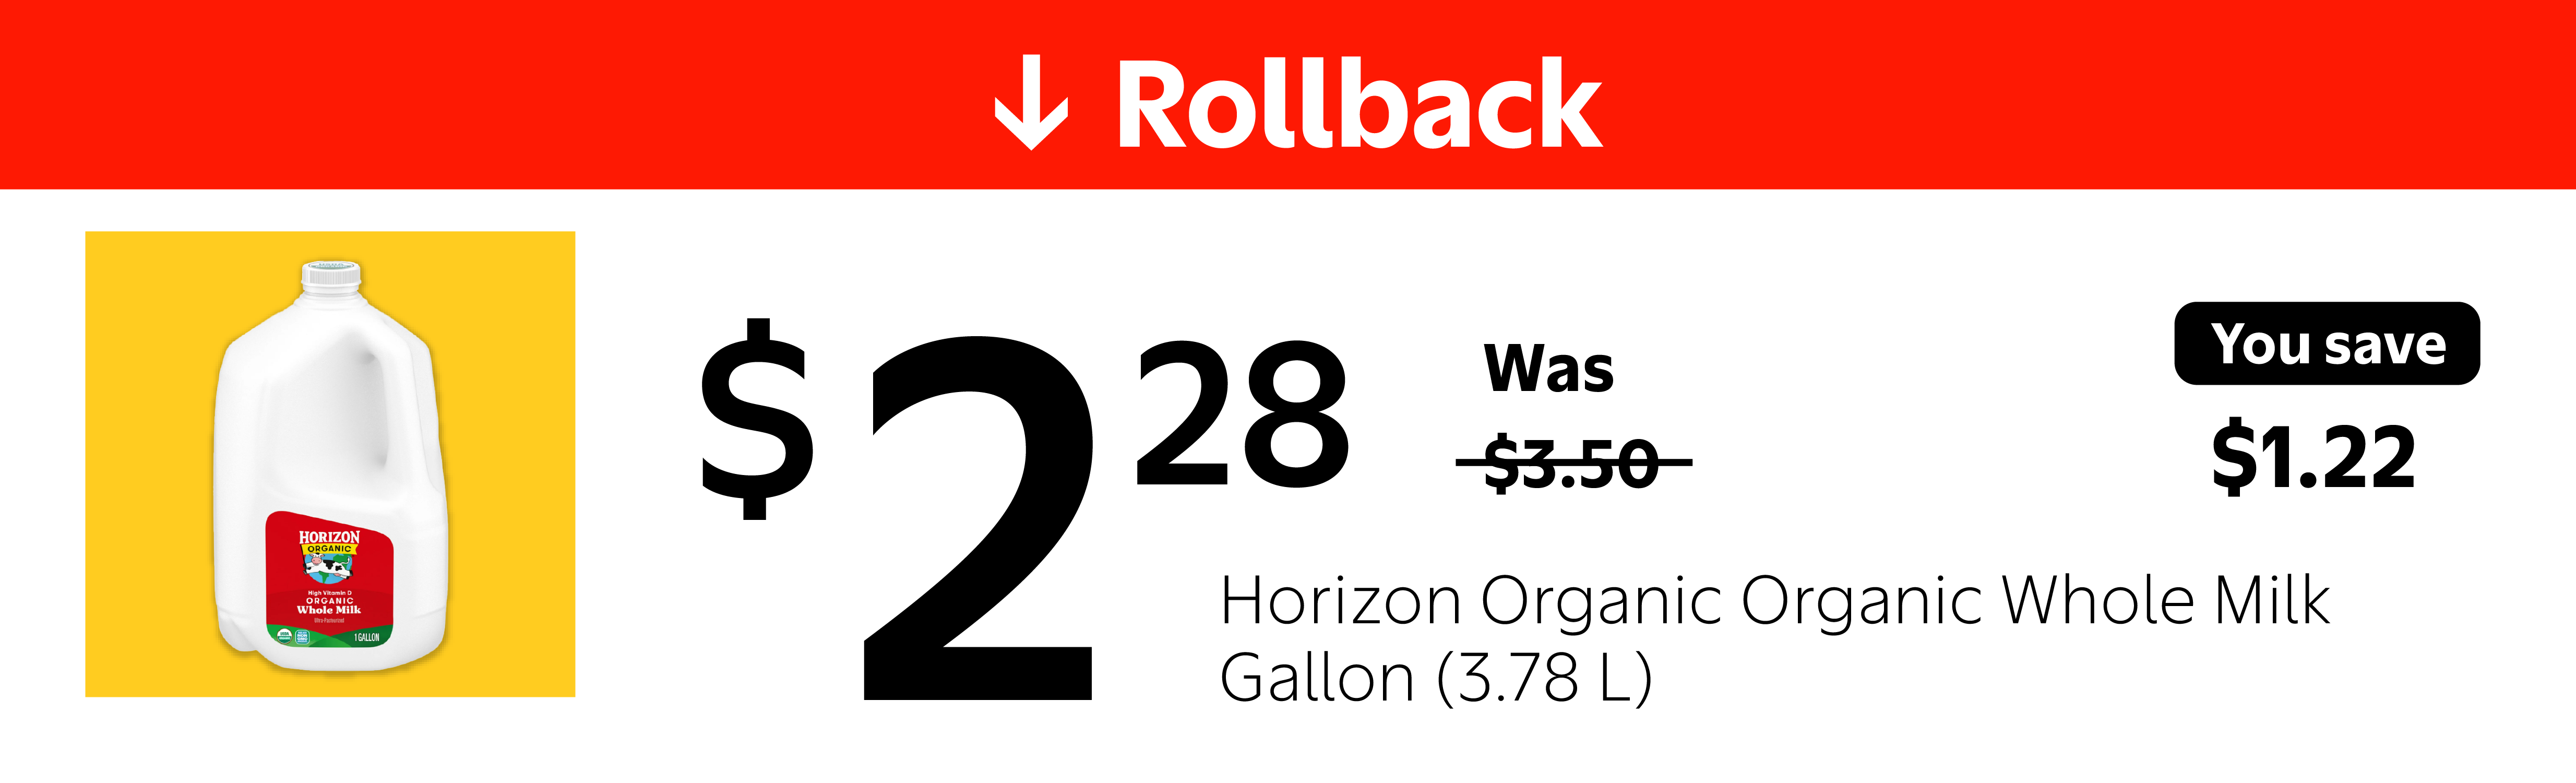 ↓ Rollback
$2 28
Was
$3.50
You save
$1.22
Horizon Organic Organic Whole Milk
Gallon (3.78 L)
HORIZON
ORGANIC
High Vitamin D
ORGANIC
Whole Milk
Ultra-Pasteurized
1 GALLON